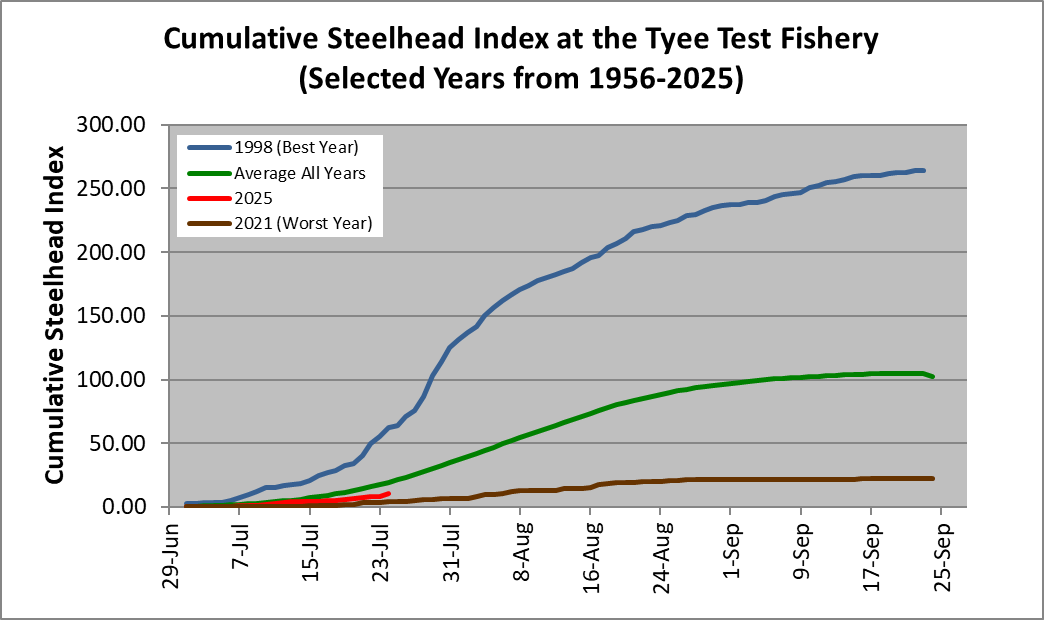 Cumulative Steelhead Index at the Tyee Test Fishery
(Selected Years from 1956-2025)
Cumulative Steelhead Index
300.00
250.00
200.00
150.00
100.00
50.00
0.00
1998 (Best Year)
Average All Years
2025
2021 (Worst Year)
29-Jun
7-Jul
15-Jul
23-Jul
31-Jul
8-Aug
16-Aug
24-Aug
1-Sep
9-Sep
17-Sep
25-Sep